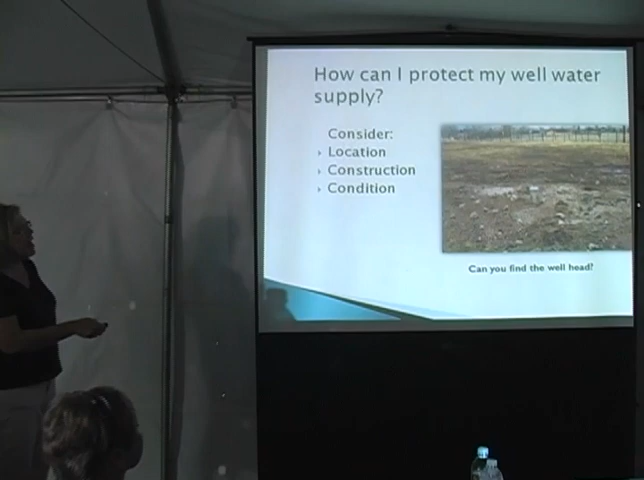 How can I protect my well water
supply?
Consider:
Location
Construction
Condition
Can you find the well head?